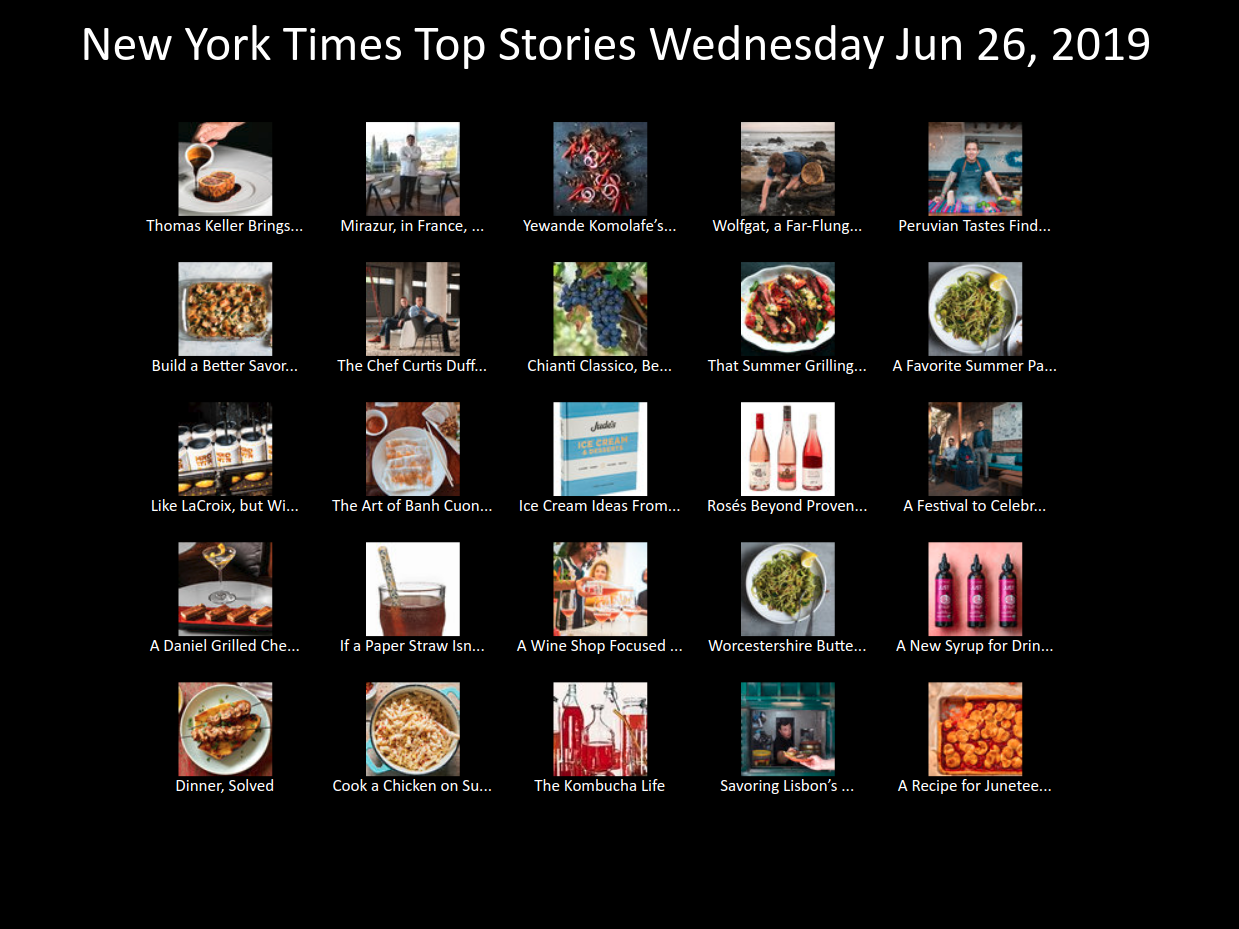 New York Times Top Stories Wednesday Jun 26, 2019
Thomas Keller Brings...
Mirazur, in France, ...
Yewande Komolafe’s...
Wolfgat, a Far-Flung...
Peruvian Tastes Find...
Build a Better Savor...
The Chef Curtis Duff...
Chianti Classico, Be...
That Summer Grilling...
A Favorite Summer Pa...
Jude's
ICE CREAM
& DESSERTS
Like LaCroix, but Wi...
The Art of Banh Cuon...
Ice Cream Ideas From...
Rosés Beyond Proven...
A Festival to Celebr...
A Daniel Grilled Che...
If a Paper Straw Isn...
A Wine Shop Focused ...
Worcestershire Butte...
A New Syrup for Drin...
Dinner, Solved
Cook a Chicken on Su...
The Kombucha Life
Savoring Lisbon’s ...
A Recipe for Junetee...